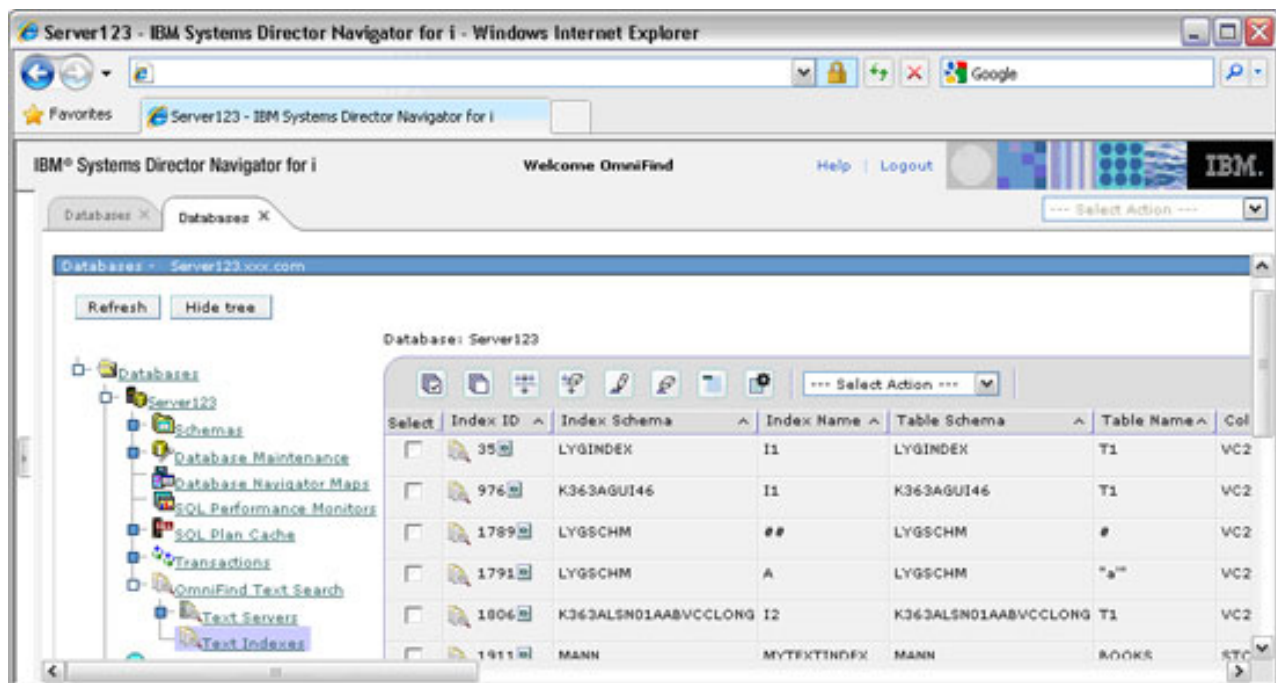 Server123 - IBM Systems Director Navigator for i - Windows Internet Explorer
Google
Favorites
Server123 - IBM Systems Director Navigator for i
IBM® Systems Director Navigator for i
Welcome OmniFind
Help | Logout
IBM.
Databases
Databases
--- Select Action ---
Databases - Server123.xxx.com
Refresh
Hide tree
Database: Server123
Databases
Server123
Schemas
Database Maintenance
Database Navigator Maps
SQL Performance Monitors
SQL Plan Cache
Transactions
OmniFind Text Search
Text Servers
Text Indexes
--- Select Action ---
Select Index ID Index Schema Index Name Table Schema Table Name Col
35 LYGINDEX I1 LYGINDEX T1 VC2
976 K363AGUI46 I1 K363AGUI46 T1 VC2
1789 LYGSCHM ## LYGSCHM # VC2
1791 LYGSCHM A LYGSCHM "a"" VC2
1806 K363ALSN01AABVCCLONG I2 K363ALSN01AABVCCLONG T1 VC2
1911 MANN MYTEXTINDEX MANN BOOKS STC